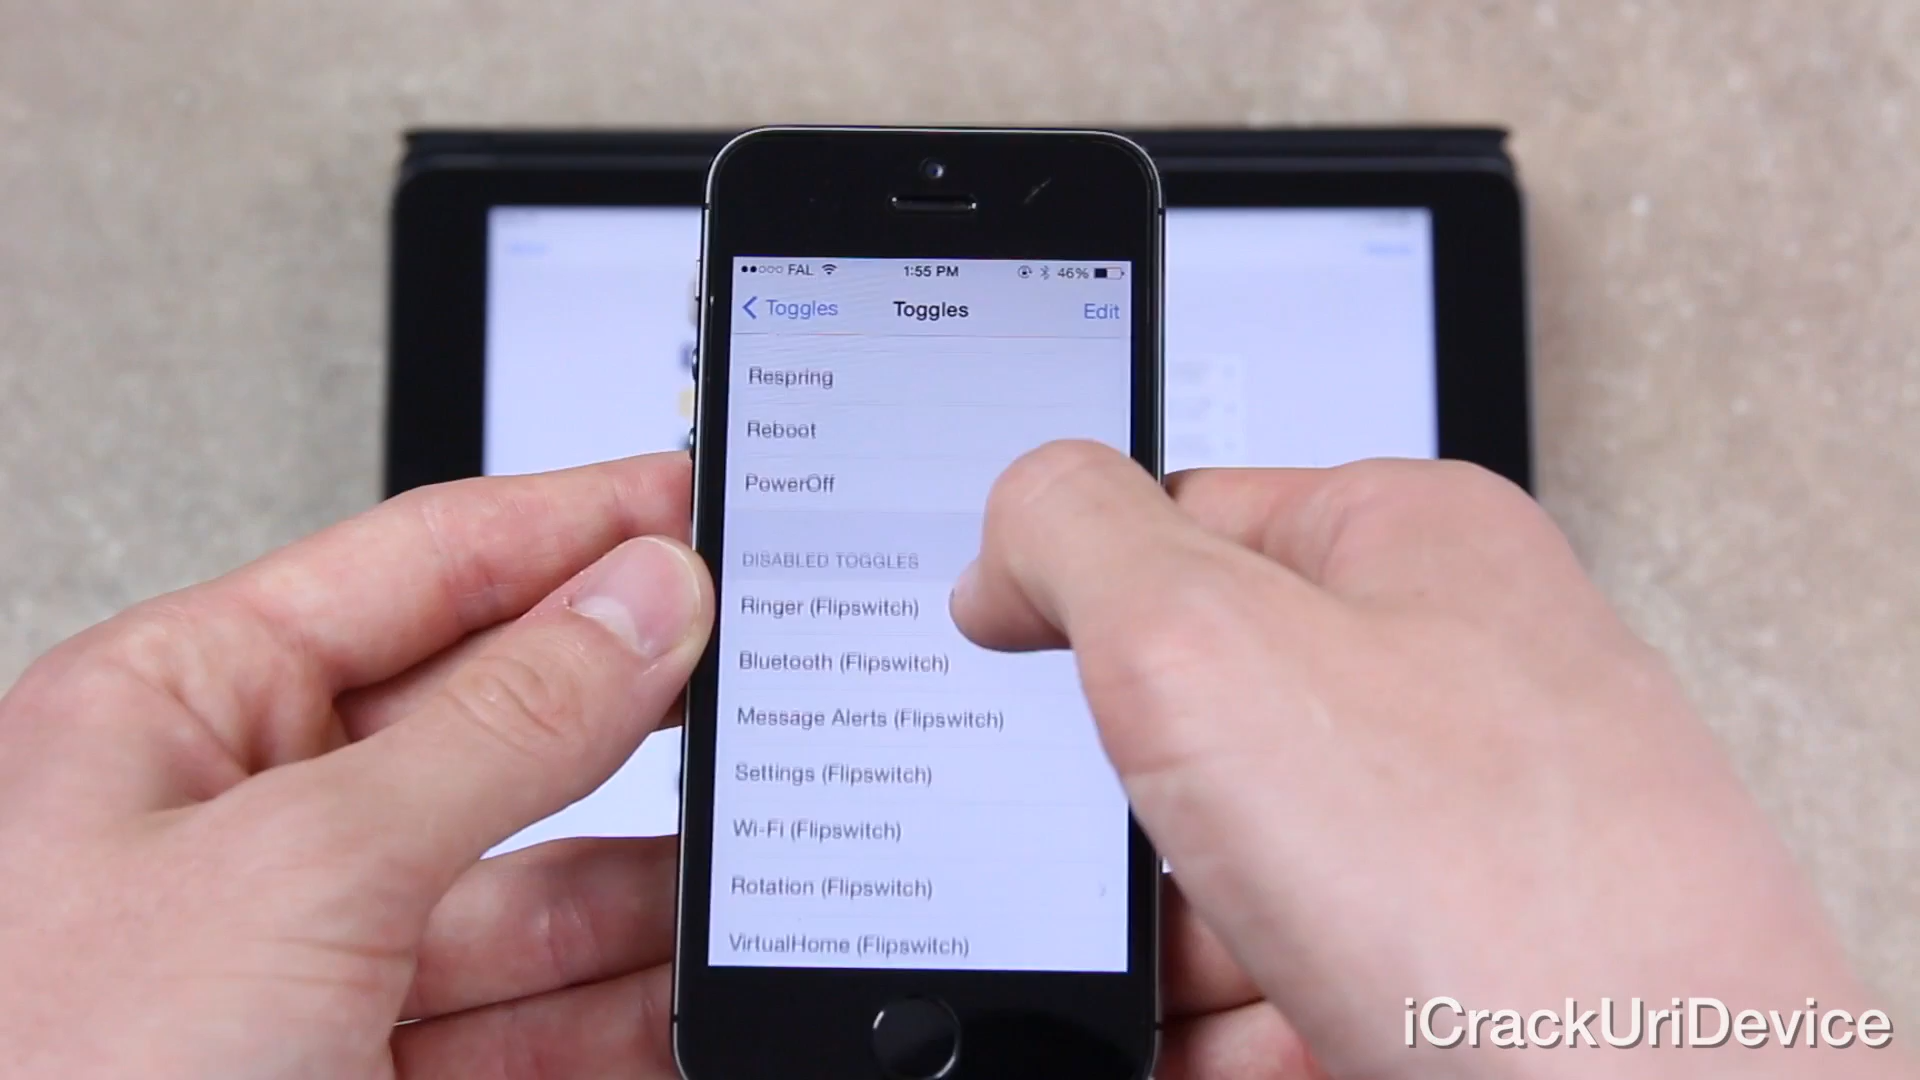 FAL 1:55 PM 46%
Toggles Toggles Edit
Respring
Reboot
PowerOff
DISABLED TOGGLES
Ringer (Flipswitch)
Bluetooth (Flipswitch)
Message Alerts (Flipswitch)
Settings (Flipswitch)
Wi-Fi (Flipswitch)
Rotation (Flipswitch)
VirtualHome (Flipswitch)
iCrackUriDevice